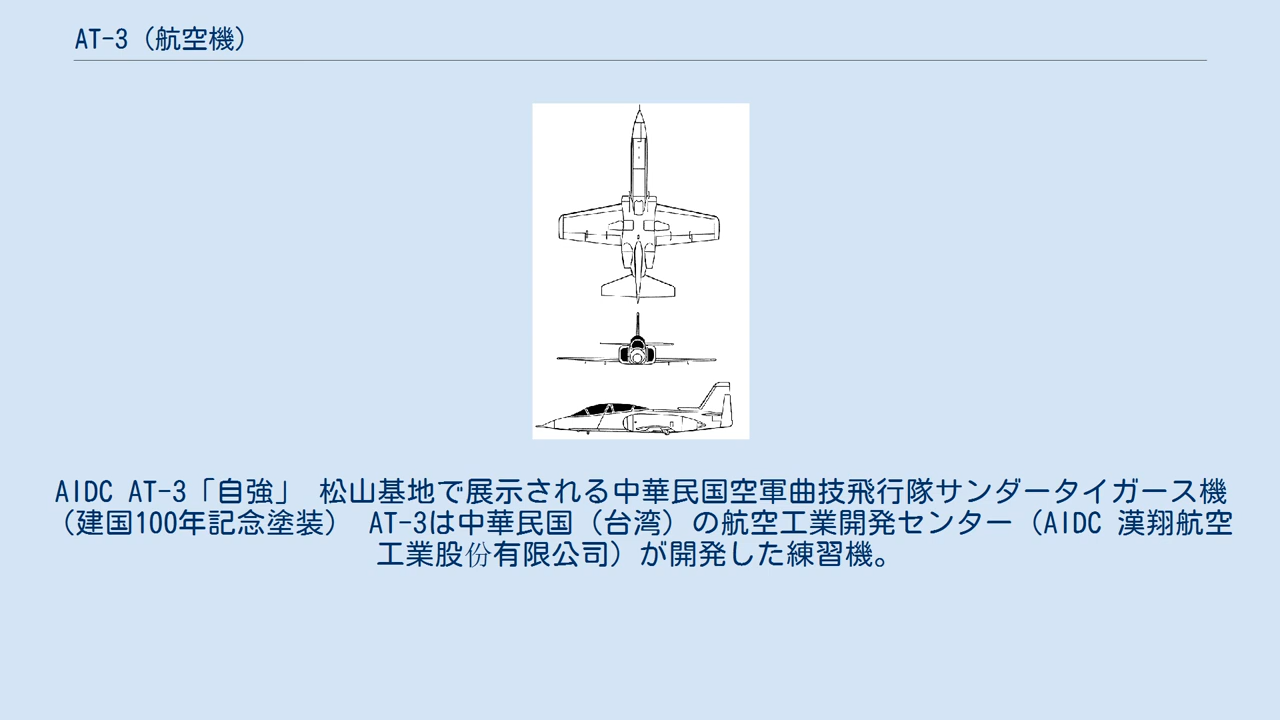 AT-3（航空機）
AIDC AT-3「自強」 松山基地で展示される中華民国空軍曲技飛行隊サンダータイガース機
（建国100年記念塗装） AT-3は中華民国（台湾）の航空工業開発センター（AIDC 漢翔航空
工業股份有限公司）が開発した練習機。